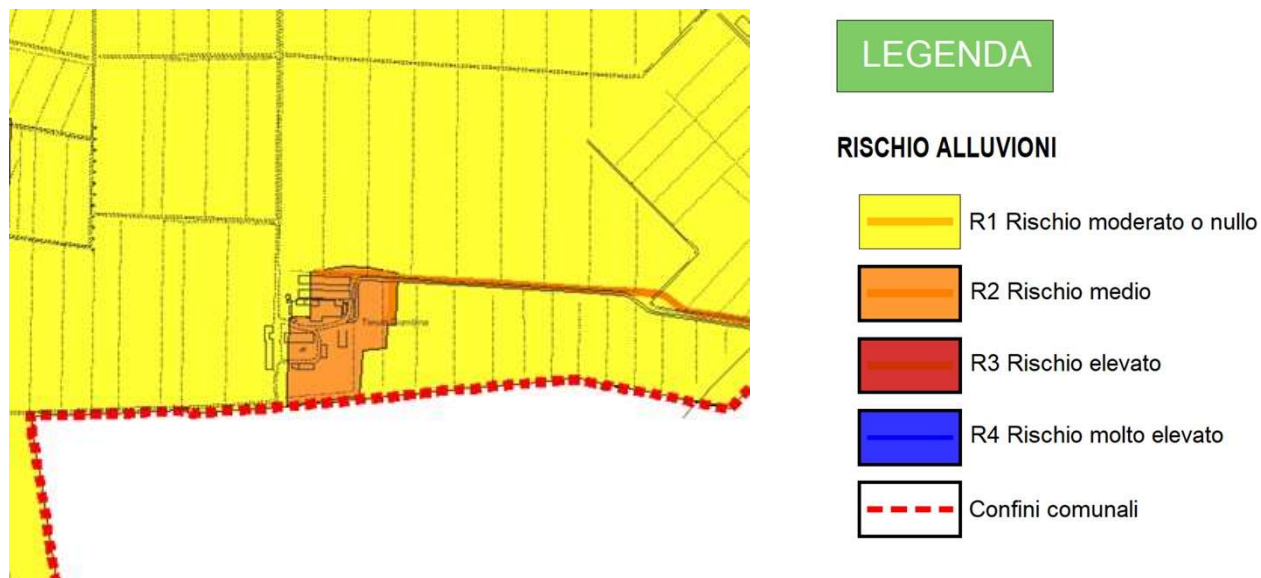 LEGENDA
RISCHIO ALLUVIONI
R1 Rischio moderato o nullo
R2 Rischio medio
R3 Rischio elevato
R4 Rischio molto elevato
Confini comunali